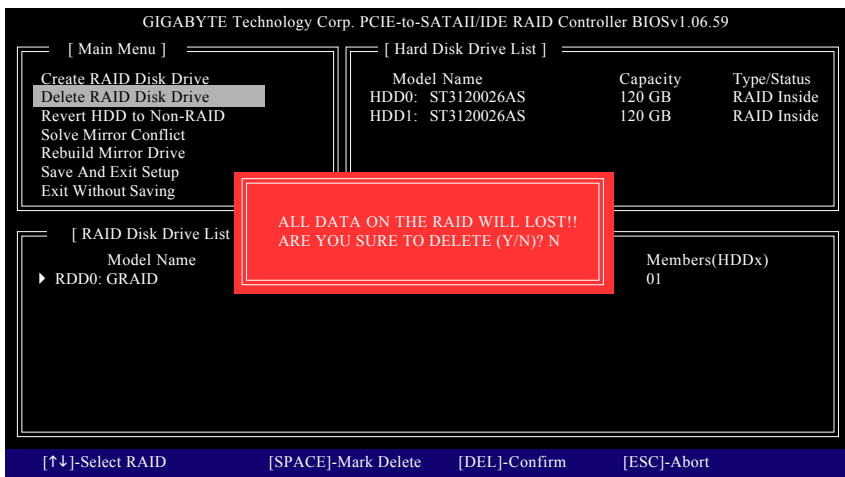 GIGABYTE Technology Corp. PCIE-to-SATAII/IDE RAID Controller BIOSv1.06.59
[ Main Menu ]
Create RAID Disk Drive
Delete RAID Disk Drive
Revert HDD to Non-RAID
Solve Mirror Conflict
Rebuild Mirror Drive
Save And Exit Setup
Exit Without Saving
[ Hard Disk Drive List ]
Model Name Capacity Type/Status
HDD0: ST3120026AS 120 GB RAID Inside
HDD1: ST3120026AS 120 GB RAID Inside
ALL DATA ON THE RAID WILL LOST!!
ARE YOU SURE TO DELETE (Y/N)? N
[ RAID Disk Drive List
Model Name Members(HDDx)
RDD0: GRAID 01
[↑↓]-Select RAID [SPACE]-Mark Delete [DEL]-Confirm [ESC]-Abort